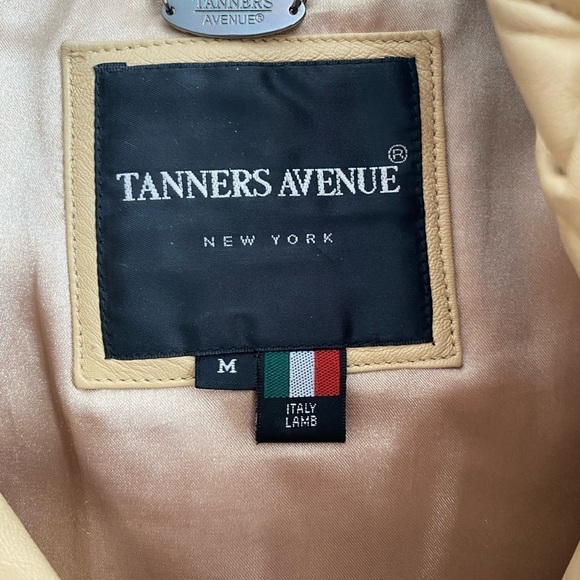 TANNERS
AVENUE®
®
TANNERS AVENUE
NEW YORK
M
ITALY
LAMB